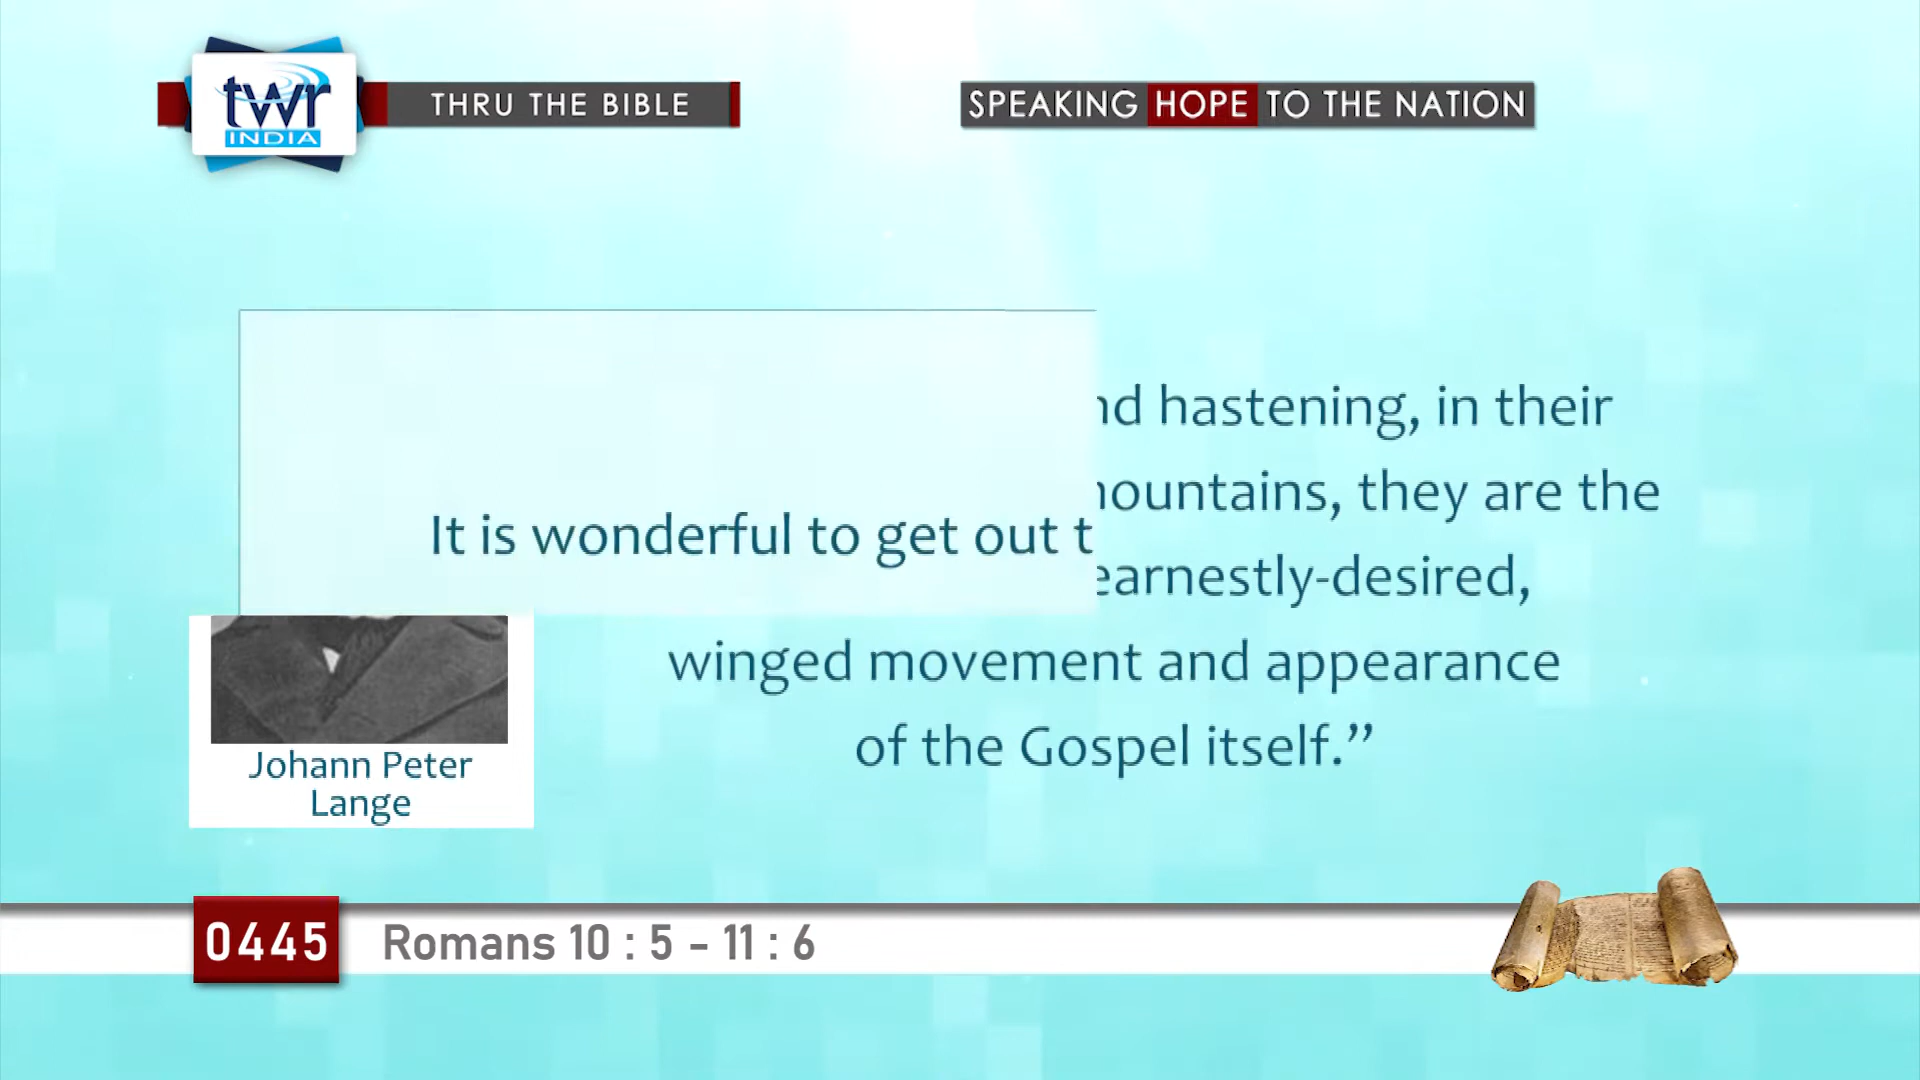 twr
INDIA
THRU THE BIBLE
SPEAKING HOPE TO THE NATION
hastening, in their
they are the
It is wonderful to get out
earnestly-desired,
winged movement and appearance
of the Gospel itself.”
Johann Peter
Lange
0445
Romans 10 : 5 - 11 : 6